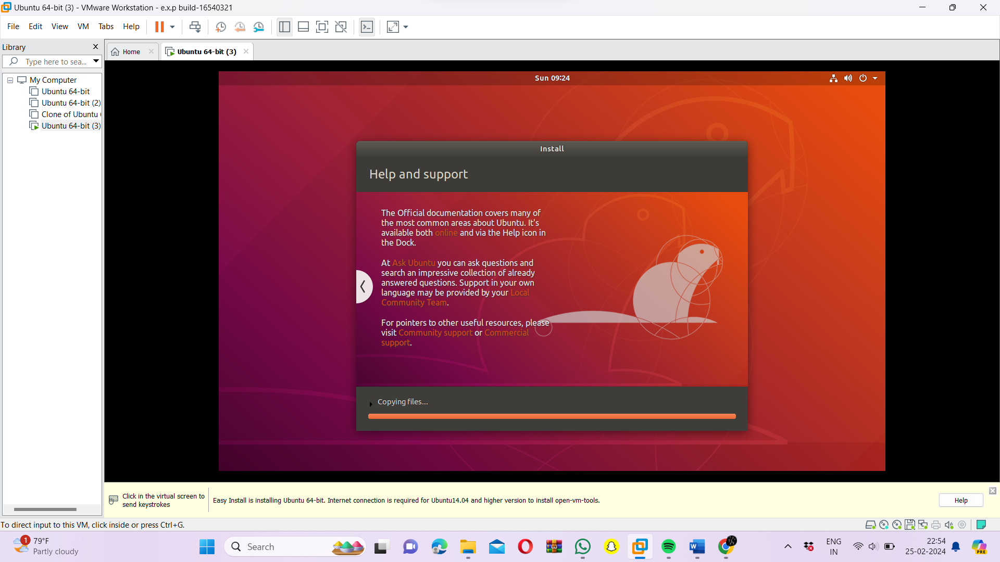 Ubuntu 64-bit (3) - VMware Workstation - e.x.p build-16540321
File Edit View VM Tabs Help
Library
Type here to sea...
Home
Ubuntu 64-bit (3)
My Computer
Ubuntu 64-bit
Ubuntu 64-bit (2)
Clone of Ubuntu
Ubuntu 64-bit (3)
Sun 09:24
Install
Help and support
The Official documentation covers many of
the most common areas about Ubuntu. It's
available both online and via the Help icon in
the Dock.
At Ask Ubuntu you can ask questions and
search an impressive collection of already
answered questions. Support in your own
language may be provided by your Local
Community Team.
For pointers to other useful resources, please
visit Community support or Commercial
support.
Copying files...
Click in the virtual screen to
send keystrokes
Easy Install is installing Ubuntu 64-bit. Internet connection is required for Ubuntu14.04 and higher version to install open-vm-tools.
Help
To direct input to this VM, click inside or press Ctrl+G.
1
79°F
Partly cloudy
Search
ENG
IN
22:54
25-02-2024
PRE